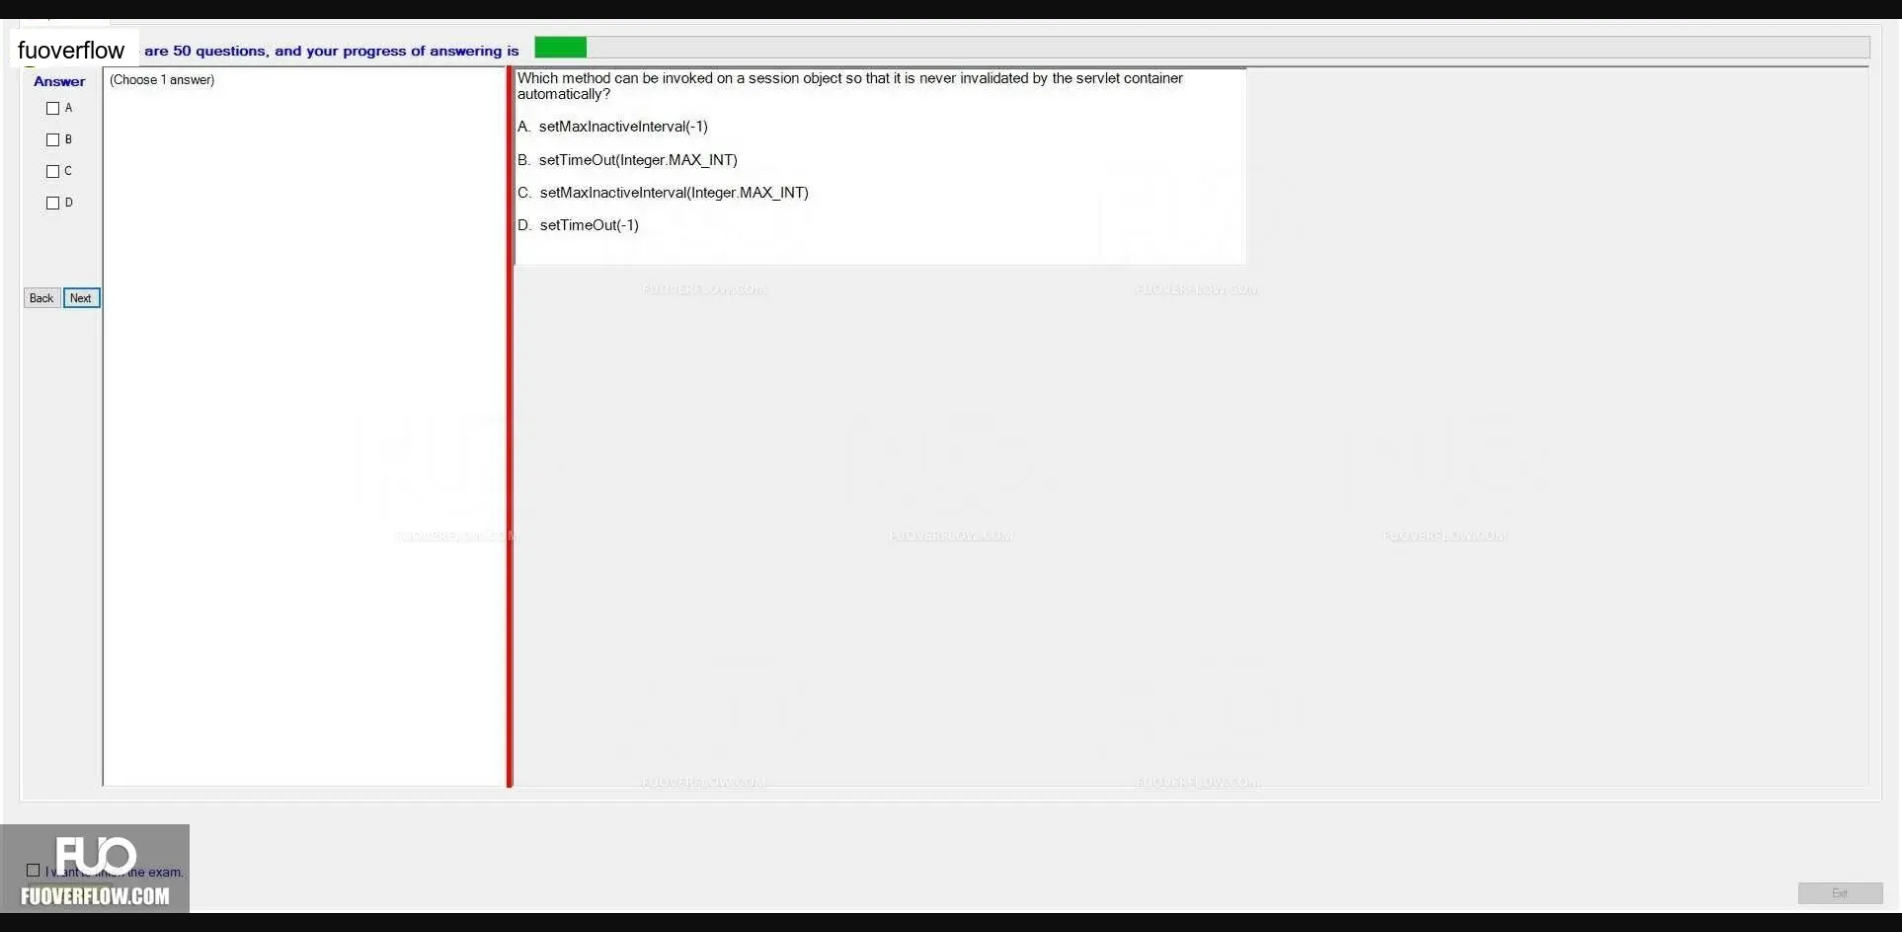 fuoverflow
are 50 questions, and your progress of answering is
Answer
(Choose 1 answer)
A
B
C
D
Back
Next
Which method can be invoked on a session object so that it is never invalidated by the servlet container
automatically?
A. setMaxInactiveInterval(-1)
B. setTimeOut(Integer.MAX_INT)
C. setMaxInactiveInterval(Integer.MAX_INT)
D. setTimeOut(-1)
FUOVERFLOW.COM
FUOVERFLOW.COM
FUOVERFLOW.COM
FUOVERFLOW.COM
FUOVERFLOW.COM
FUOVERFLOW.COM
FUOVERFLOW.COM
FUO
I want the exam.
FUOVERFLOW.COM
Exit